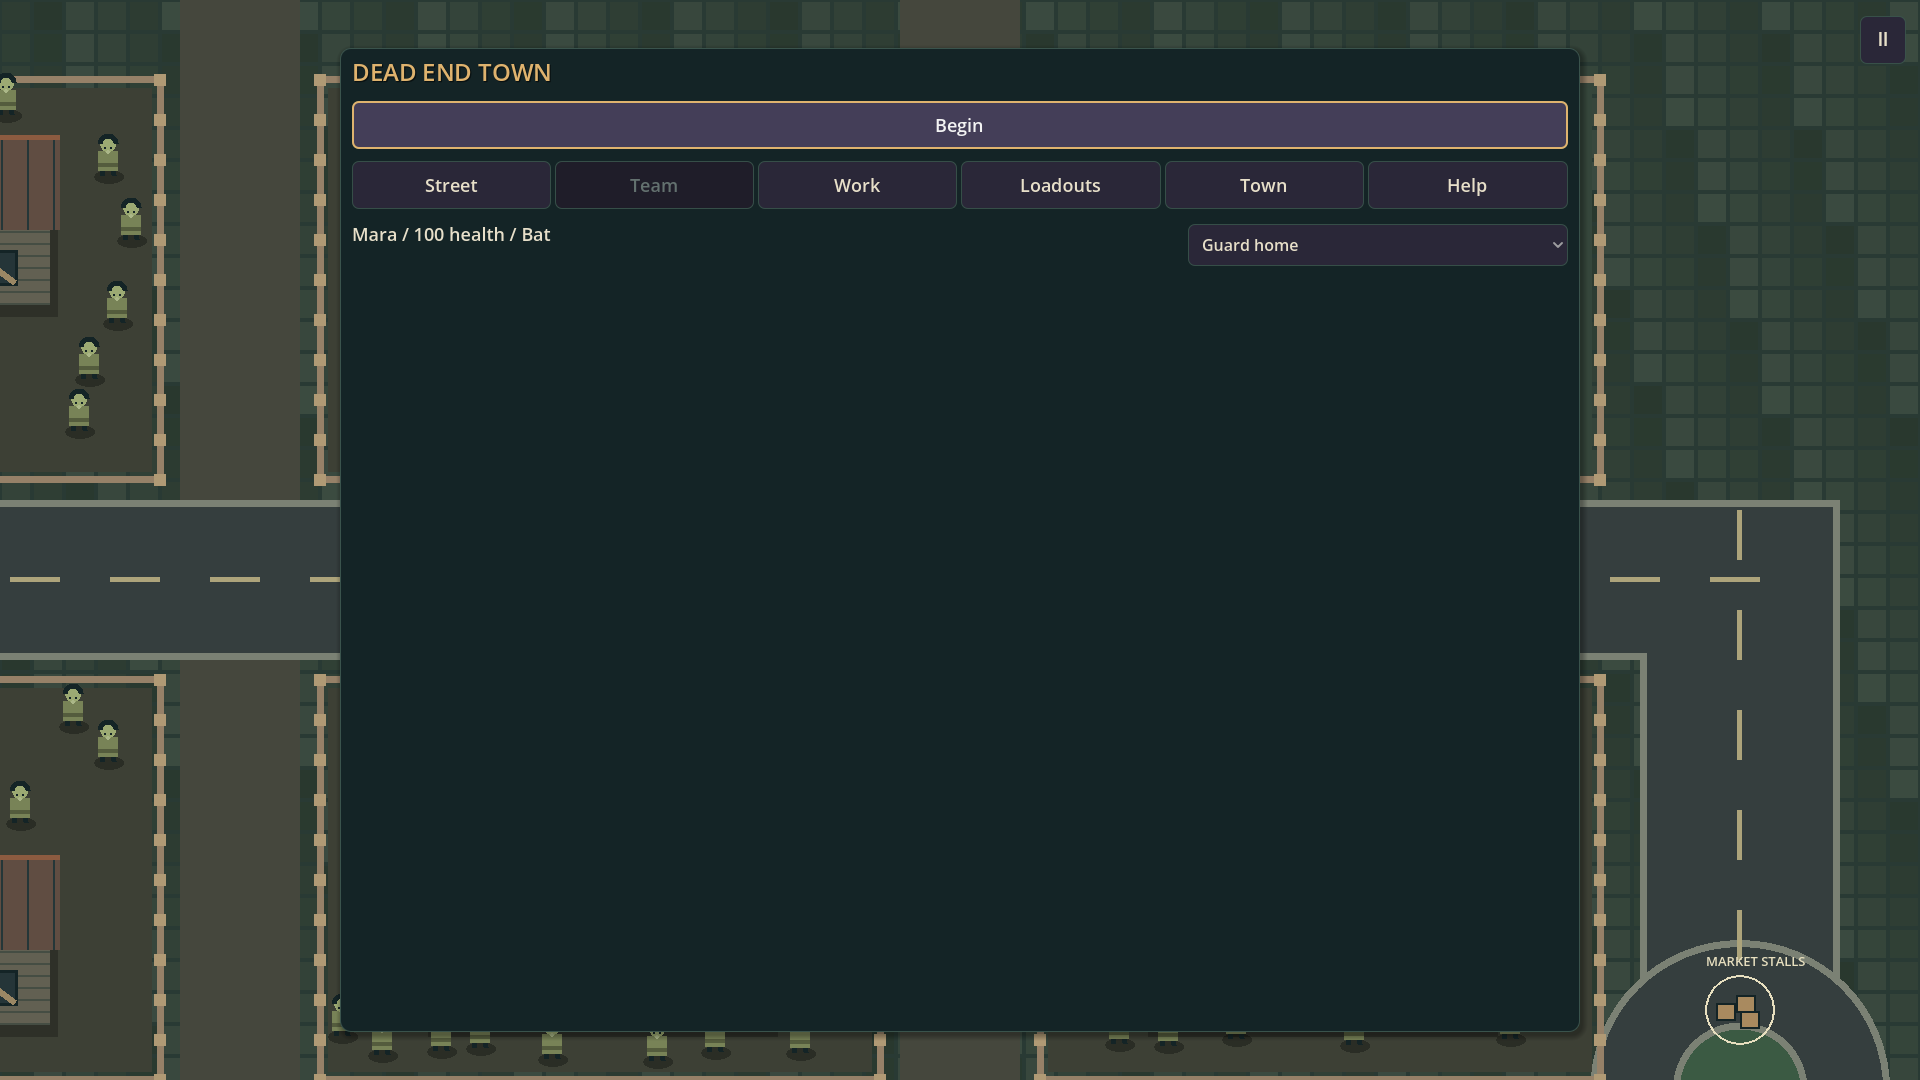 DEAD END TOWN
Begin
Street
Team
Work
Loadouts
Town
Help
Mara / 100 health / Bat
Guard home
MARKET STALLS